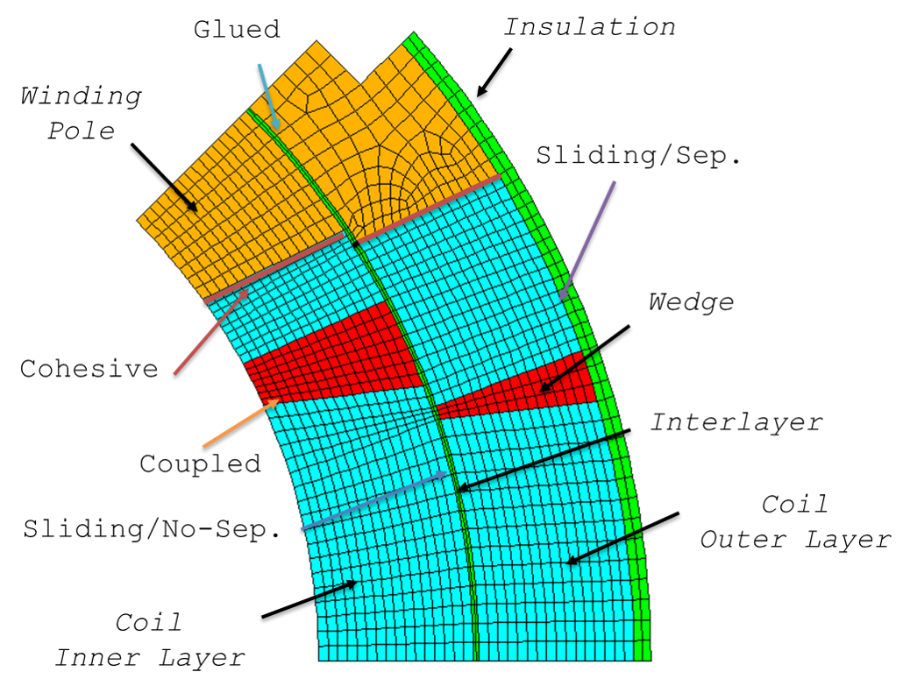 Glued
Insulation
Winding
Pole
Sliding/Sep.
Wedge
Cohesive
Interlayer
Coupled
Coil
Outer Layer
Sliding/No-Sep.
Coil
Inner Layer